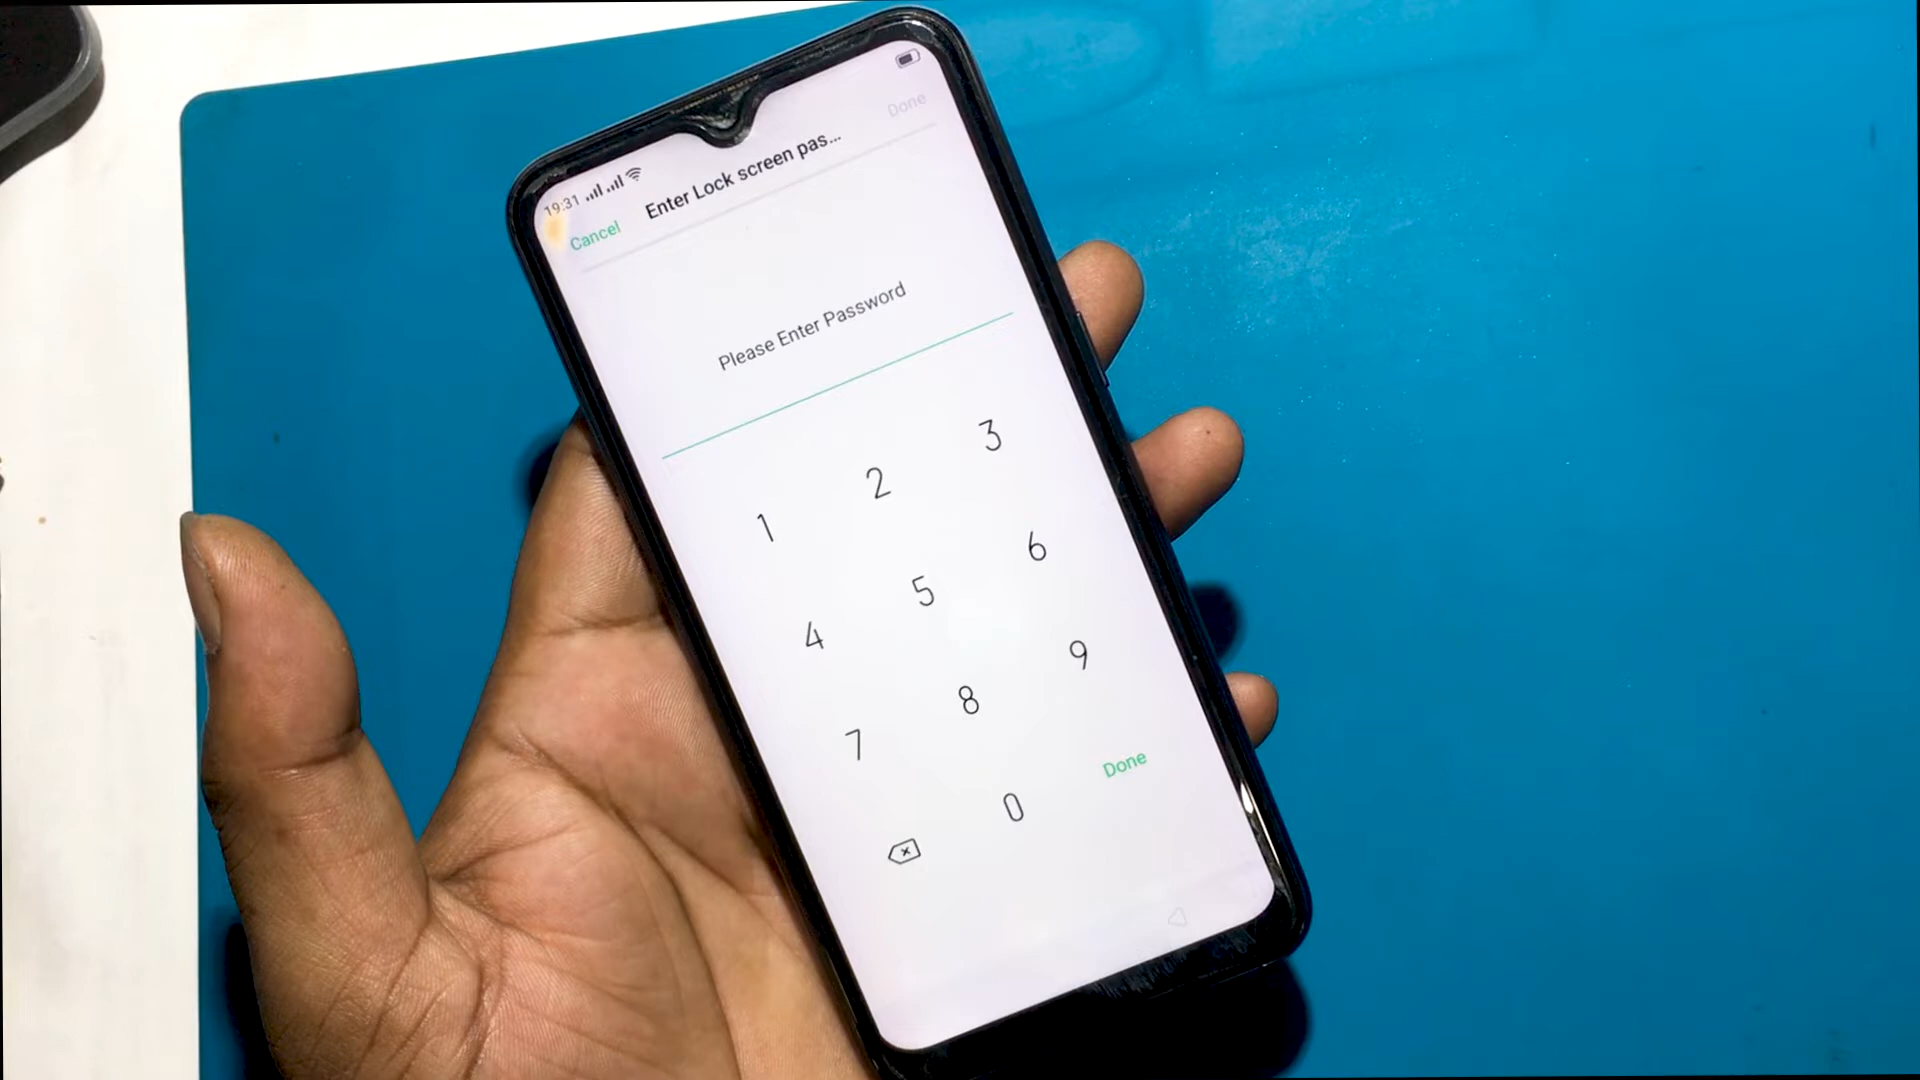 19:31
Cancel Enter Lock screen pas... Done
Please Enter Password
1 2 3
4 5 6
7 8 9
0 Done